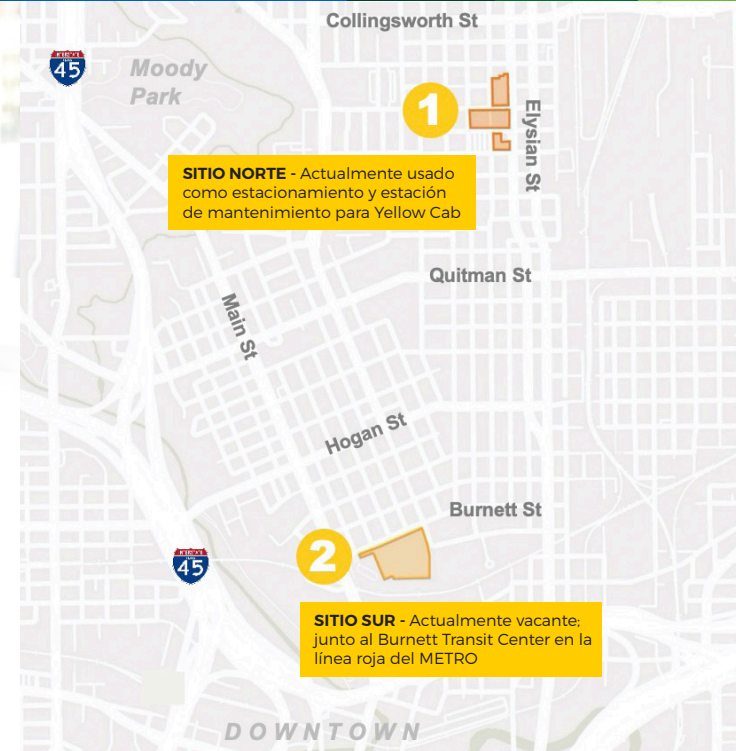 Collingsworth St
INTERSTATE
45
Moody
Park
1
Elysian St
SITIO NORTE - Actualmente usado
como estacionamiento y estación
de mantenimiento para Yellow Cab
Quitman St
Main St
Hogan St
Burnett St
2
45
SITIO SUR - Actualmente vacante;
junto al Burnett Transit Center en la
línea roja del METRO
DOWNTOWN